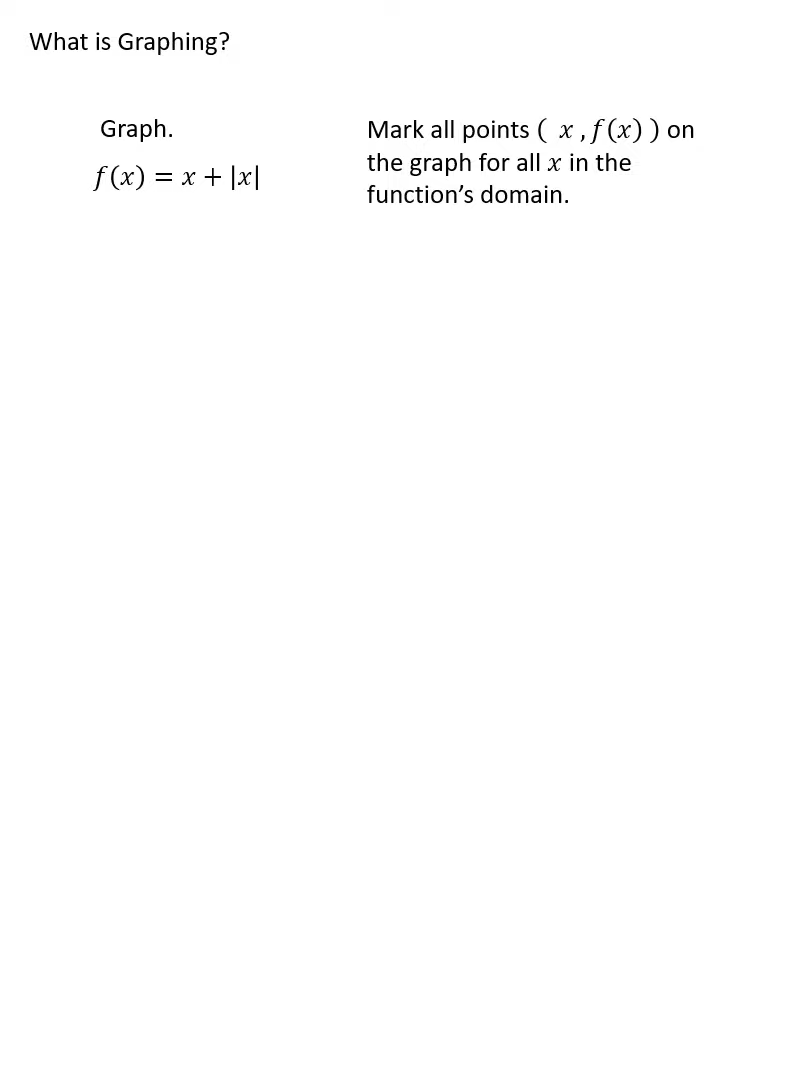 What is Graphing?
Graph.
f(x) = x + |x|
Mark all points ( x , f(x) ) on
the graph for all x in the
function’s domain.